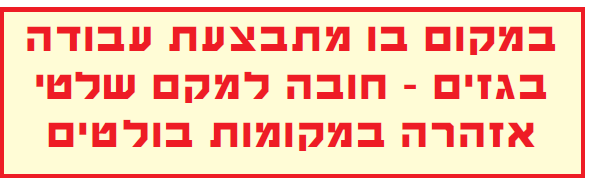 במקום בו מתבצעת עבודה
בגזים - חובה למקם שלטי
אזהרה במקומות בולטים